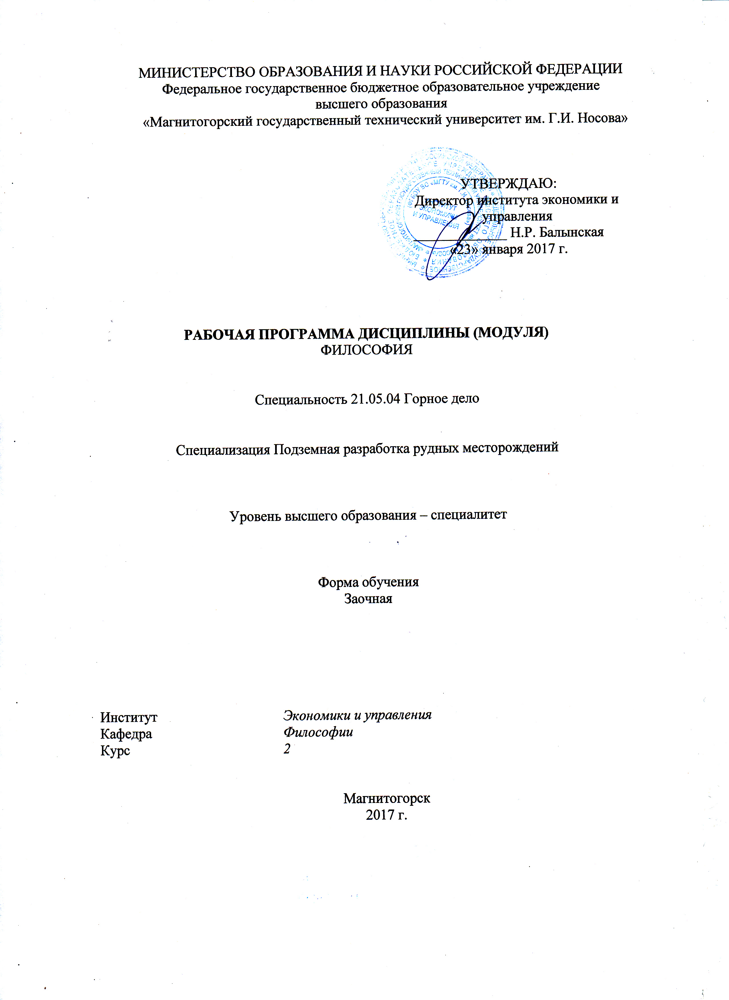 МИНИСТЕРСТВО ОБРАЗОВАНИЯ И НАУКИ РОССИЙСКОЙ ФЕДЕРАЦИИ
Федеральное государственное бюджетное образовательное учреждение
высшего образования
«Магнитогорский государственный технический университет им. Г.И. Носова»
УТВЕРЖДАЮ:
Директор института экономики и
управления
Н.Р. Балынская
«23» января 2017 г.
ЭКОНОМИКИ
И УПРАВЛЕНИЯ
РАБОЧАЯ ПРОГРАММА ДИСЦИПЛИНЫ (МОДУЛЯ)
ФИЛОСОФИЯ
Специальность 21.05.04 Горное дело
Специализация Подземная разработка рудных месторождений
Уровень высшего образования – специалитет
Форма обучения
Заочная
Институт Экономики и управления
Кафедра Философии
Курс 2
Магнитогорск
2017 г.